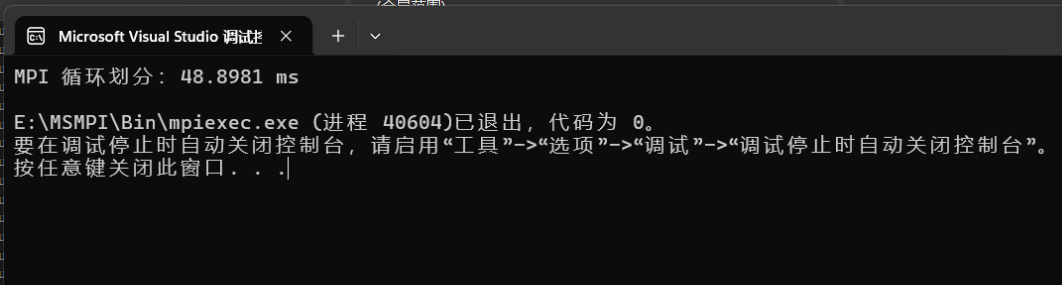 Microsoft Visual Studio 调试
MPI 循环划分: 48.8981 ms
E:\MSMPI\Bin\mpiexec.exe (进程 40604)已退出，代码为 0。
要在调试停止时自动关闭控制台，请启用“工具”->“选项”->“调试”->“调试停止时自动关闭控制台”。
按任意键关闭此窗口. . .